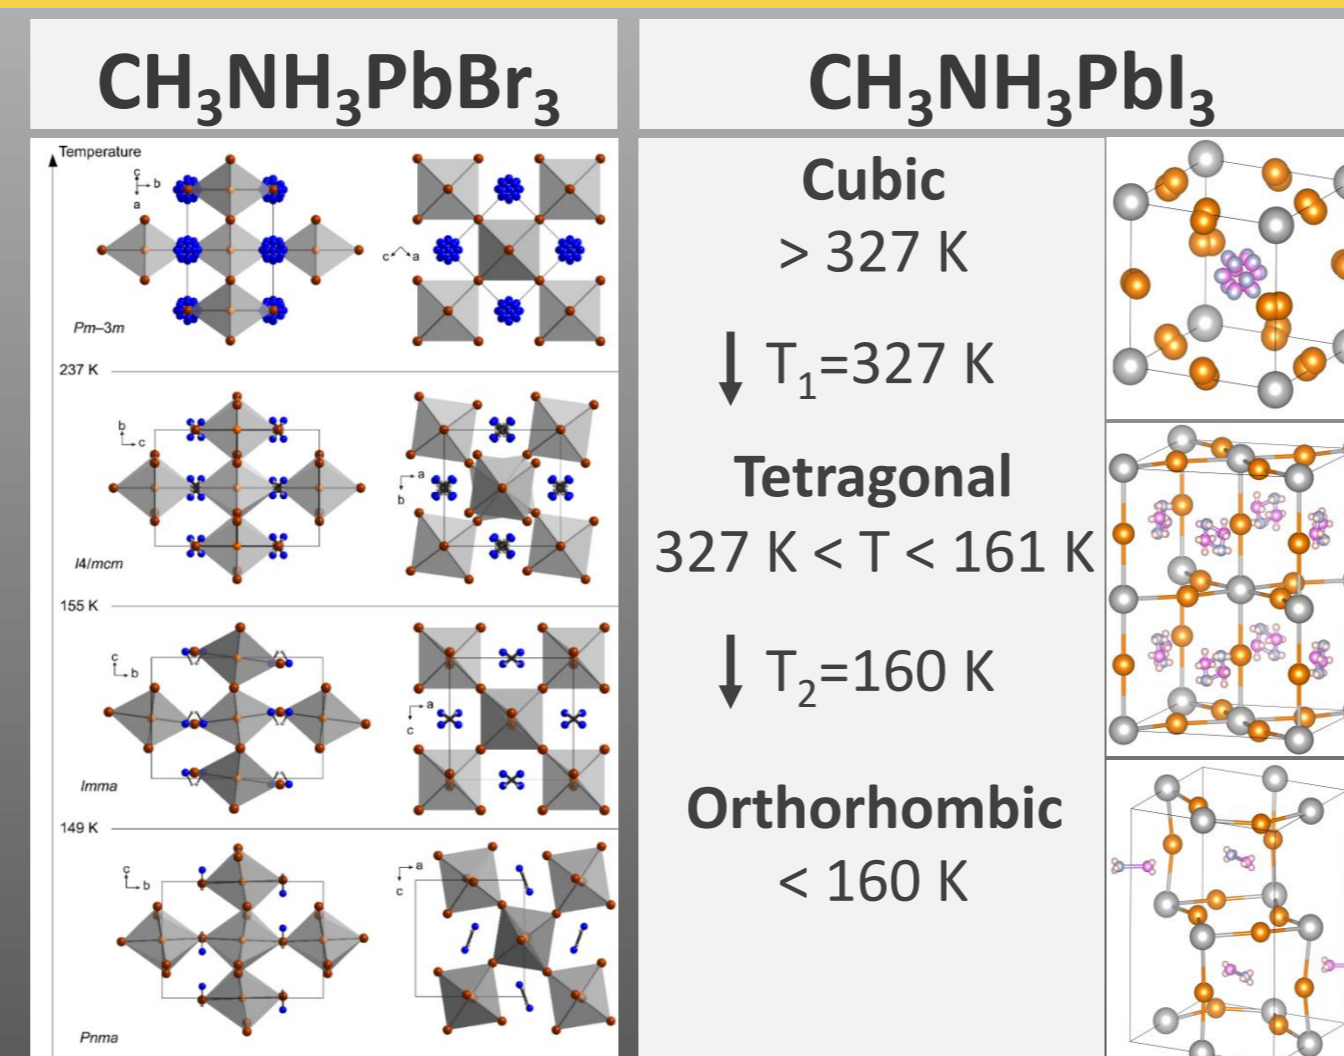 CH₃NH₃PbBr₃
Temperature
c
b
a
c a
Pm–3m
237 K
b
c
a
b
I4/mcm
155 K
c
b
a
c
Imma
149 K
c
b
a
c
Pnma
CH₃NH₃PbI₃
Cubic
> 327 K
T₁=327 K
Tetragonal
327 K < T < 161 K
T₂=160 K
Orthorhombic
< 160 K